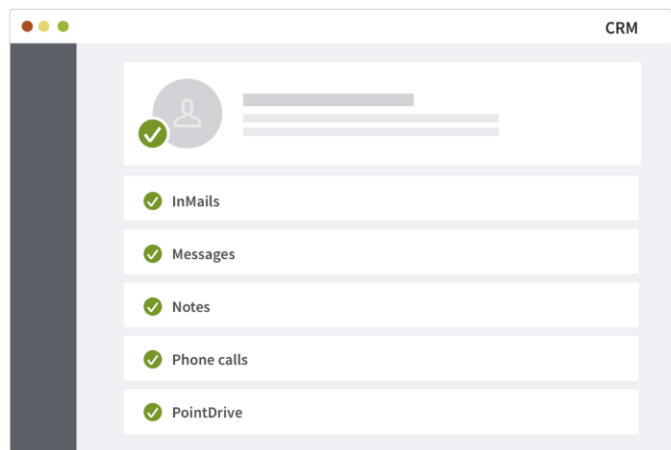 CRM
InMails
Messages
Notes
Phone calls
PointDrive